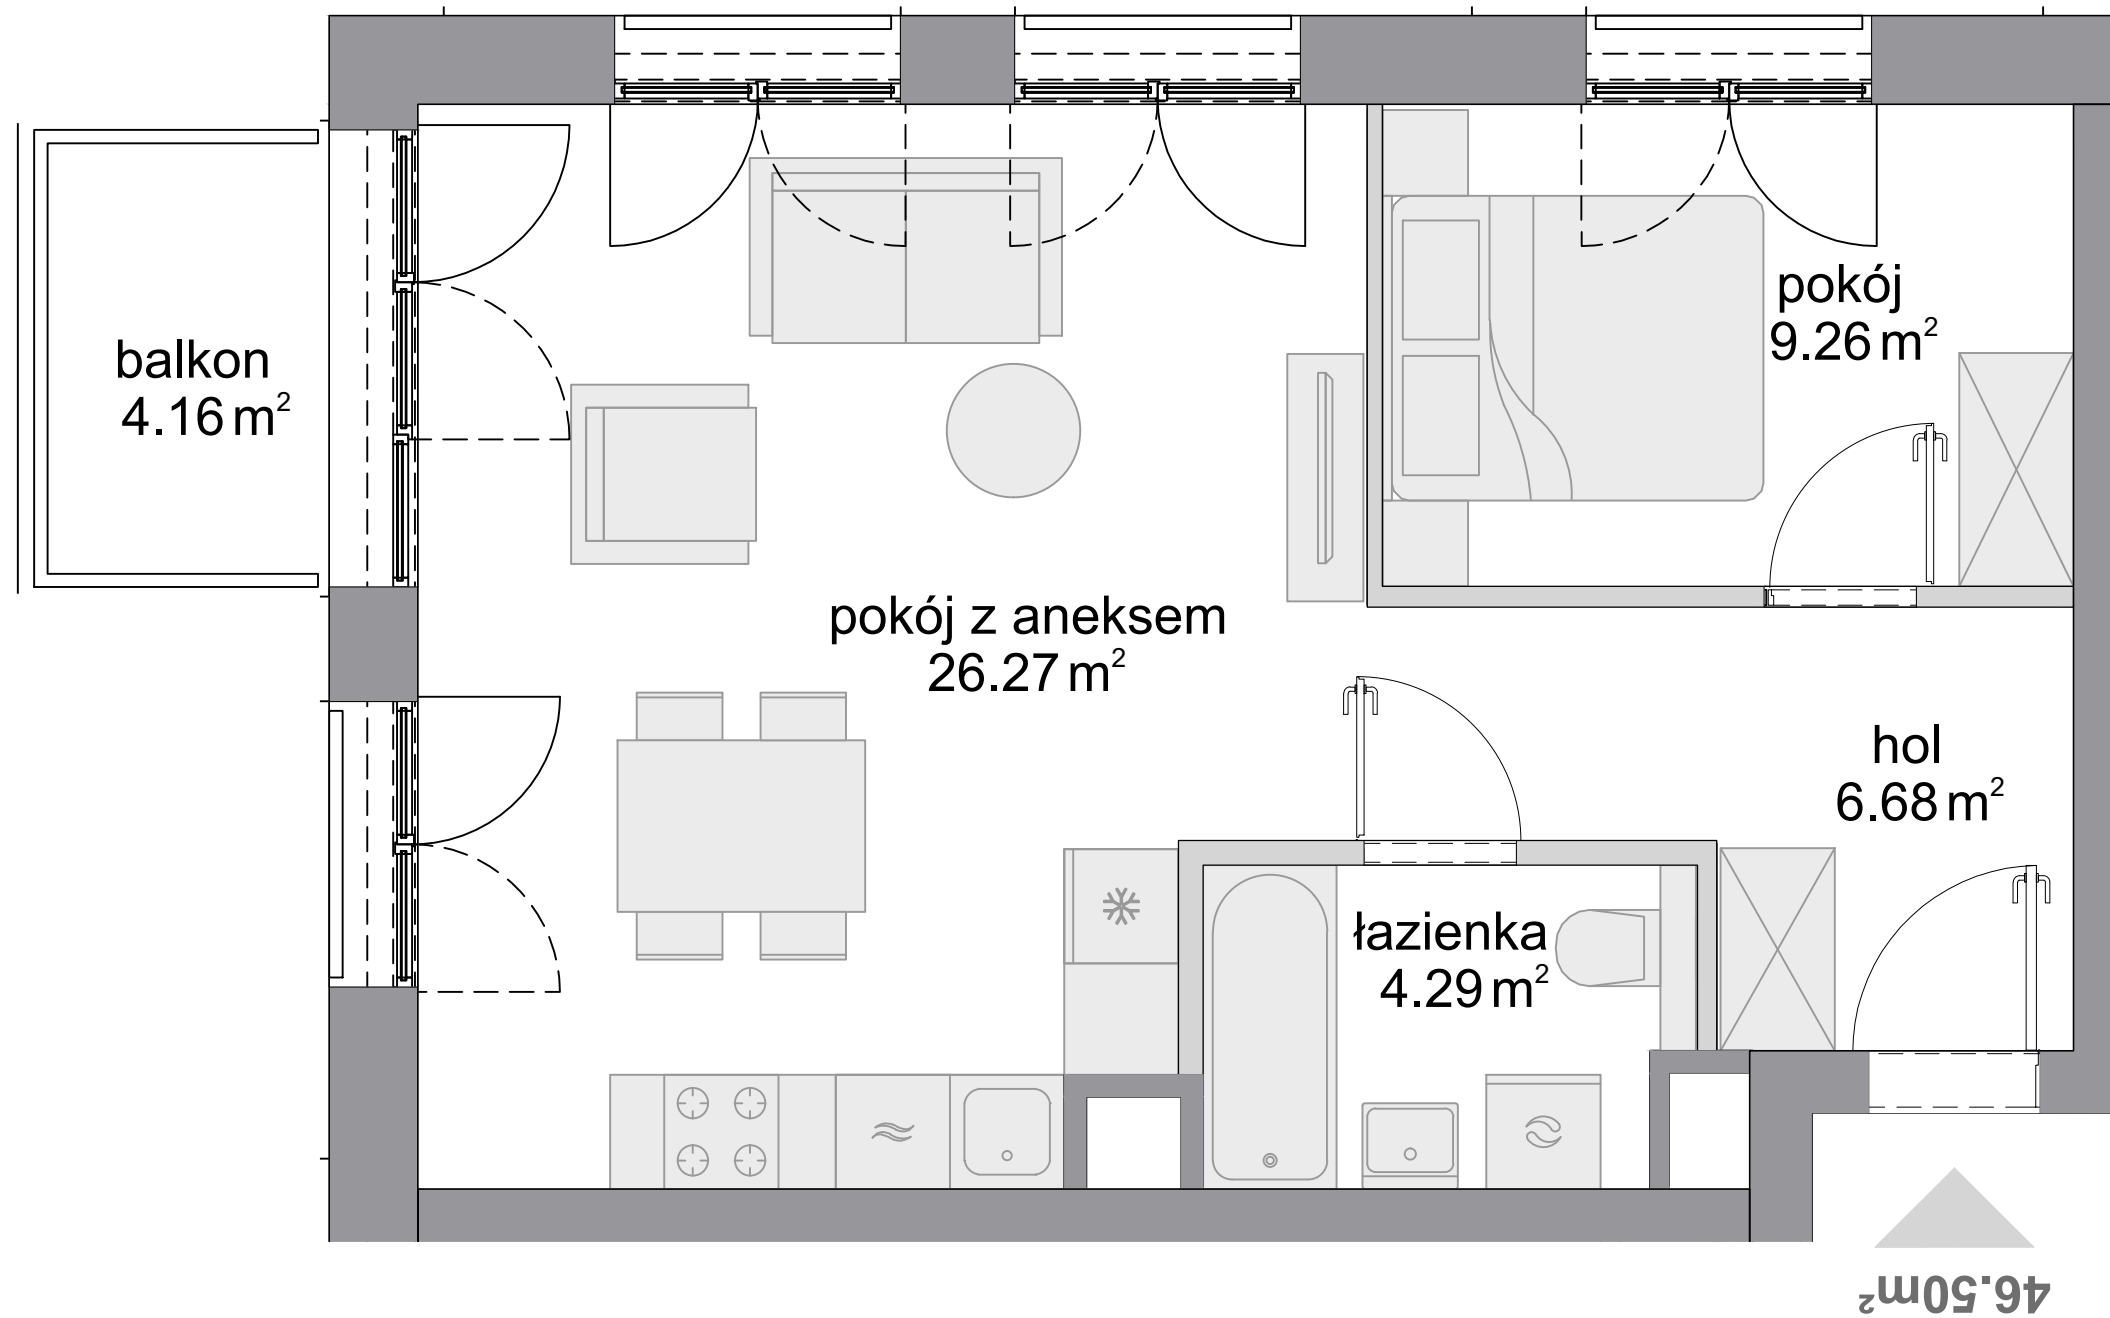 balkon
4.16 m²
pokój
9.26 m²
pokój z aneksem
26.27 m²
hol
6.68 m²
łazienka
4.29 m²
46.50m²